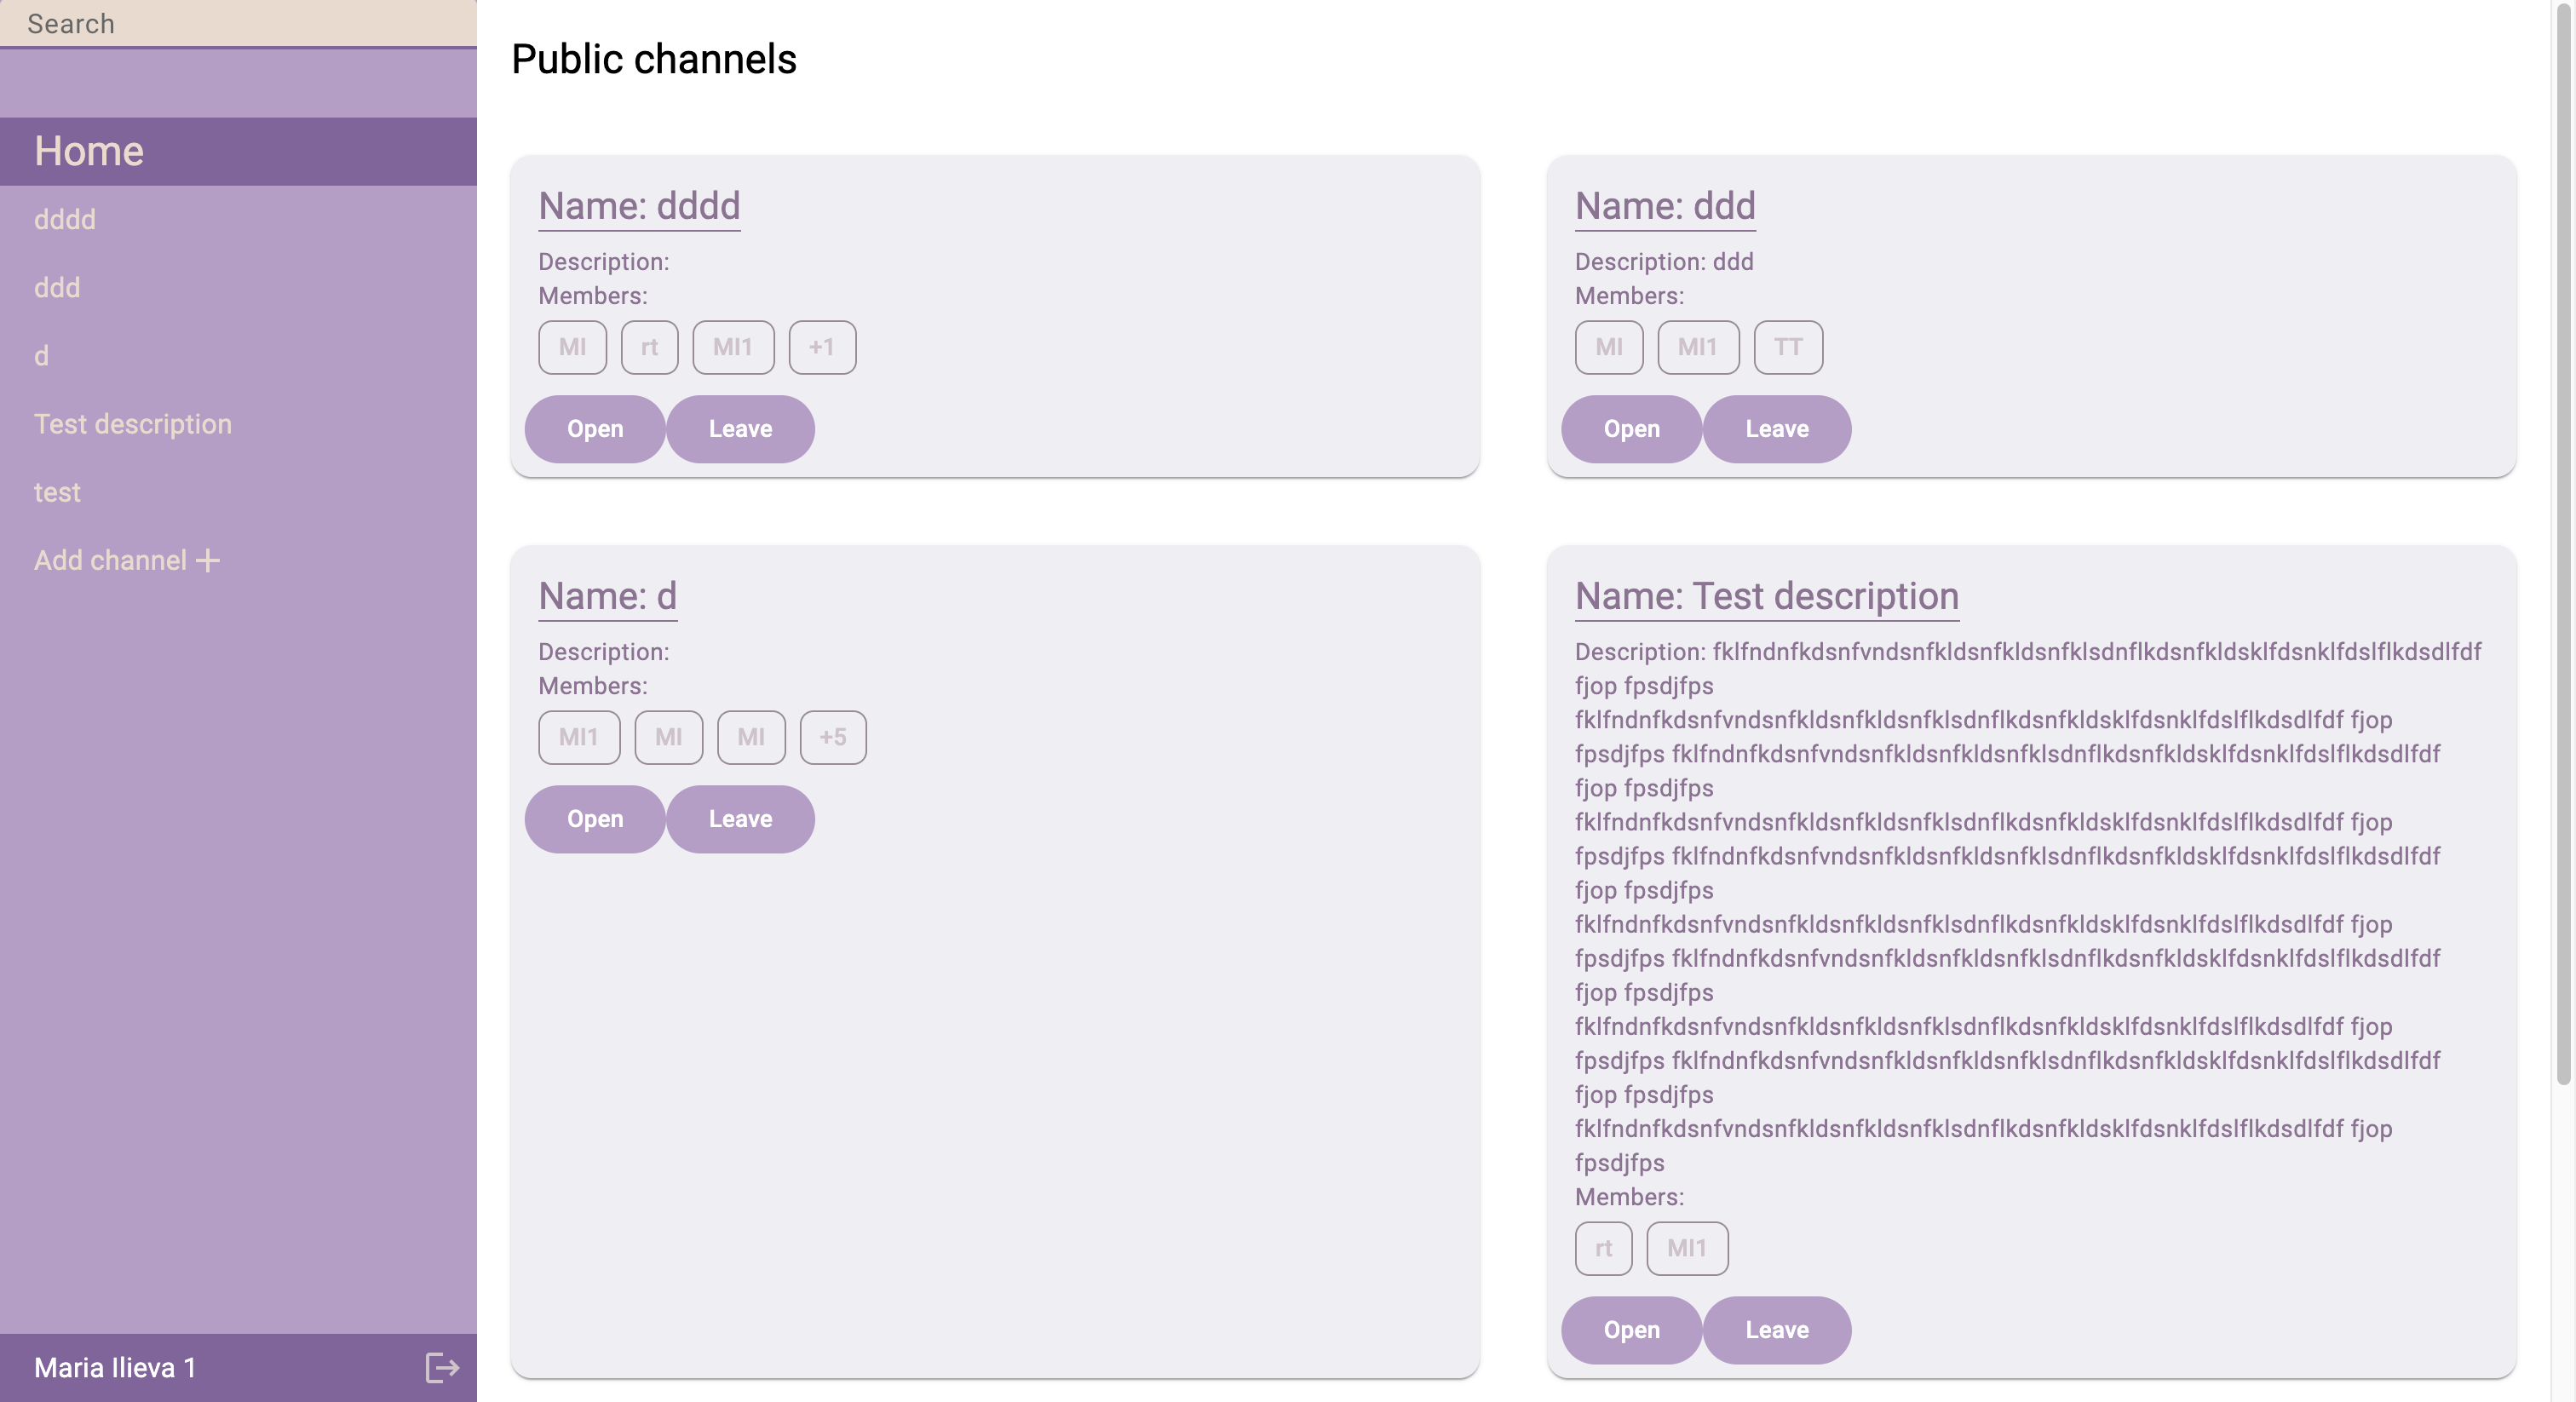 Search
Home
dddd
ddd
d
Test description
test
Add channel +
Maria Ilieva 1
Public channels
Name: dddd
Description:
Members:
MI rt MI1 +1
Open Leave
Name: ddd
Description: ddd
Members:
MI MI1 TT
Open Leave
Name: d
Description:
Members:
MI1 MI MI +5
Open Leave
Name: Test description
Description: fklfndnfkdsnfvndsnfkldsnfkldsnfklsdnflkdsnfkldsklfdsnklfdslflkdsdlfdf
fjop fpsdjfps
fklfndnfkdsnfvndsnfkldsnfkldsnfklsdnflkdsnfkldsklfdsnklfdslflkdsdlfdf fjop
fpsdjfps fklfndnfkdsnfvndsnfkldsnfkldsnfklsdnflkdsnfkldsklfdsnklfdslflkdsdlfdf
fjop fpsdjfps
fklfndnfkdsnfvndsnfkldsnfkldsnfklsdnflkdsnfkldsklfdsnklfdslflkdsdlfdf fjop
fpsdjfps fklfndnfkdsnfvndsnfkldsnfkldsnfklsdnflkdsnfkldsklfdsnklfdslflkdsdlfdf
fjop fpsdjfps
fklfndnfkdsnfvndsnfkldsnfkldsnfklsdnflkdsnfkldsklfdsnklfdslflkdsdlfdf fjop
fpsdjfps fklfndnfkdsnfvndsnfkldsnfkldsnfklsdnflkdsnfkldsklfdsnklfdslflkdsdlfdf
fjop fpsdjfps
fklfndnfkdsnfvndsnfkldsnfkldsnfklsdnflkdsnfkldsklfdsnklfdslflkdsdlfdf fjop
fpsdjfps fklfndnfkdsnfvndsnfkldsnfkldsnfklsdnflkdsnfkldsklfdsnklfdslflkdsdlfdf
fjop fpsdjfps
fklfndnfkdsnfvndsnfkldsnfkldsnfklsdnflkdsnfkldsklfdsnklfdslflkdsdlfdf fjop
fpsdjfps
Members:
rt MI1
Open Leave